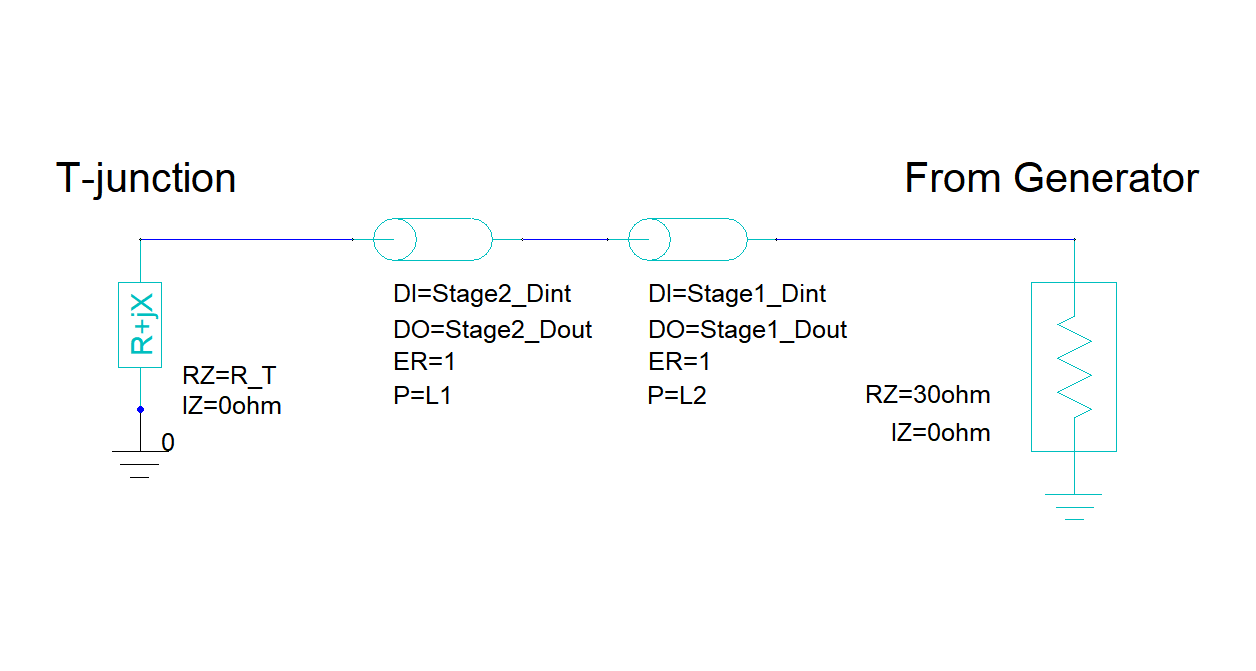 T-junction
From Generator
R+jX
RZ=R_T
IZ=0ohm
0
DI=Stage2_Dint
DO=Stage2_Dout
ER=1
P=L1
DI=Stage1_Dint
DO=Stage1_Dout
ER=1
P=L2
RZ=30ohm
IZ=0ohm